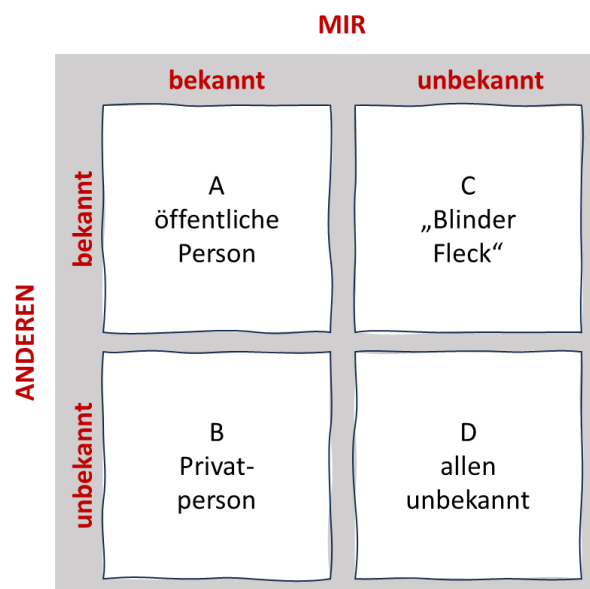 MIR
bekannt
unbekannt
ANDEREN
bekannt
A
öffentliche
Person
C
„Blinder
Fleck“
unbekannt
B
Privat-
person
D
allen
unbekannt